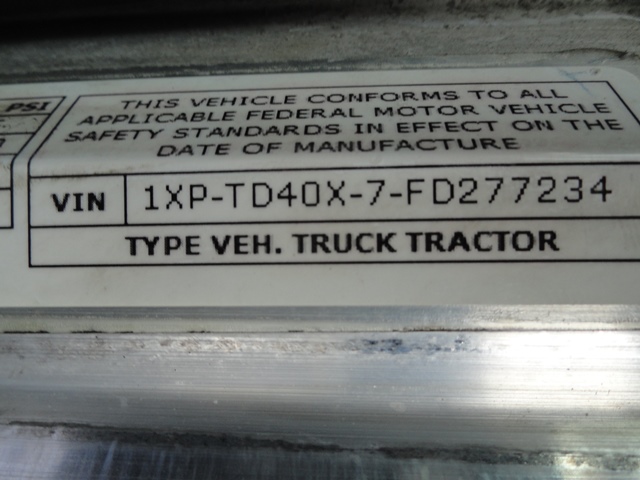 PSI
THIS VEHICLE CONFORMS TO ALL
APPLICABLE FEDERAL MOTOR VEHICLE
SAFETY STANDARDS IN EFFECT ON THE
DATE OF MANUFACTURE
VIN 1XP-TD40X-7-FD277234
TYPE VEH. TRUCK TRACTOR